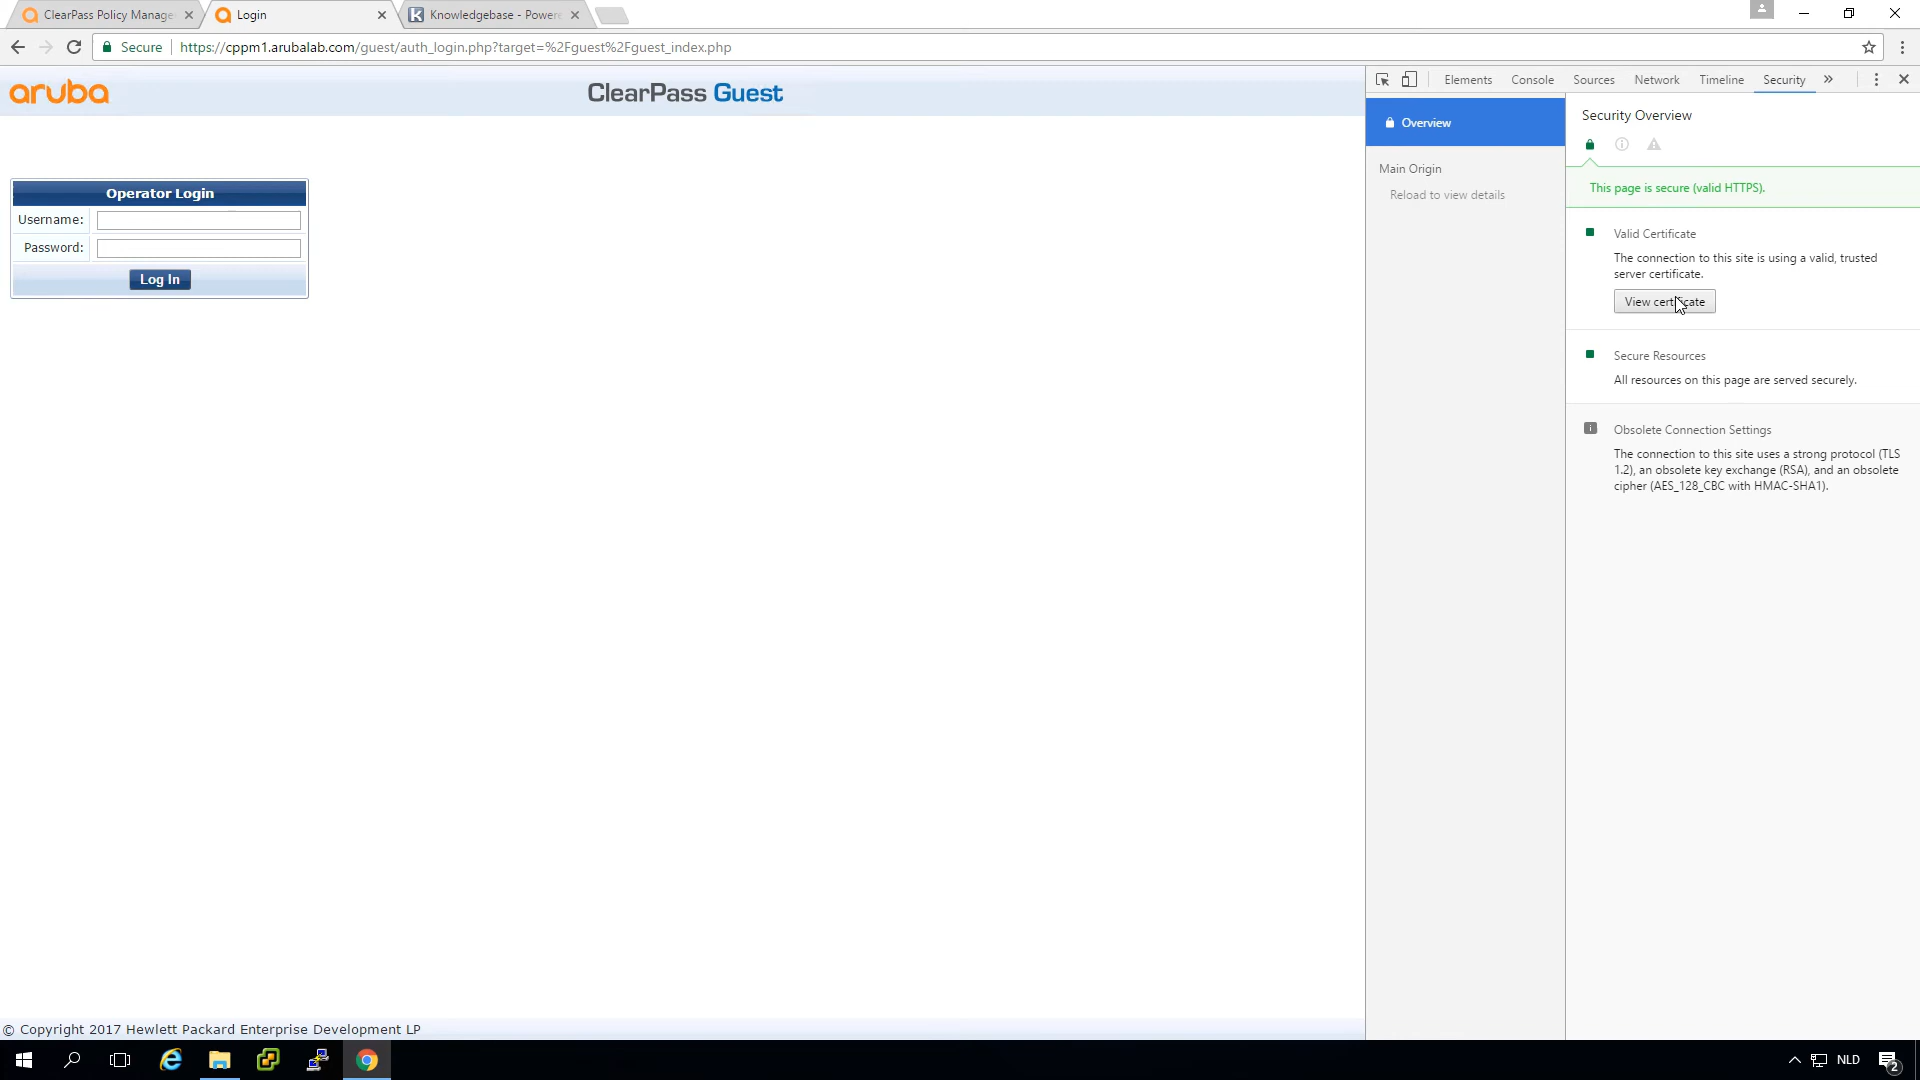 ClearPass Policy Manage
Login
Knowledgebase - Power
Secure
https://cppm1.arubalab.com/guest/auth_login.php?target=%2Fguest%2Fguest_index.php
aruba
ClearPass Guest
Operator Login
Username:
Password:
Log In
© Copyright 2017 Hewlett Packard Enterprise Development LP
Elements Console Sources Network Timeline Security »
Overview
Main Origin
Reload to view details
Security Overview
This page is secure (valid HTTPS).
Valid Certificate
The connection to this site is using a valid, trusted
server certificate.
View certificate
Secure Resources
All resources on this page are served securely.
Obsolete Connection Settings
The connection to this site uses a strong protocol (TLS
1.2), an obsolete key exchange (RSA), and an obsolete
cipher (AES_128_CBC with HMAC-SHA1).
NLD
2